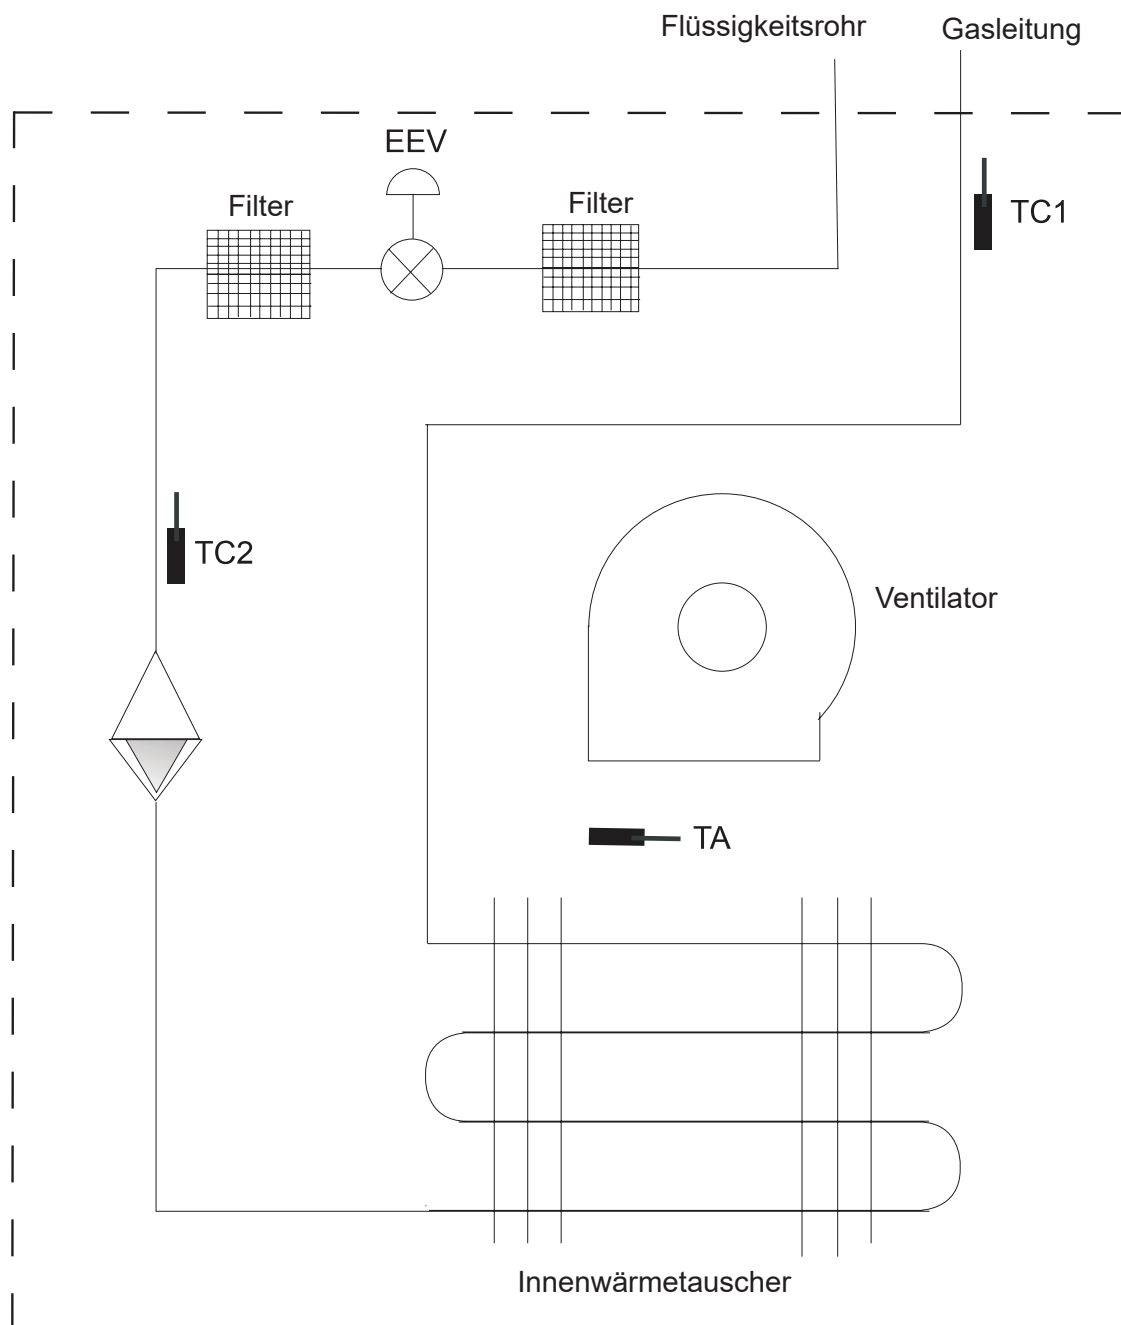 Flüssigkeitsrohr
Gasleitung
EEV
Filter
Filter
TC1
TC2
Ventilator
TA
Innenwärmetauscher